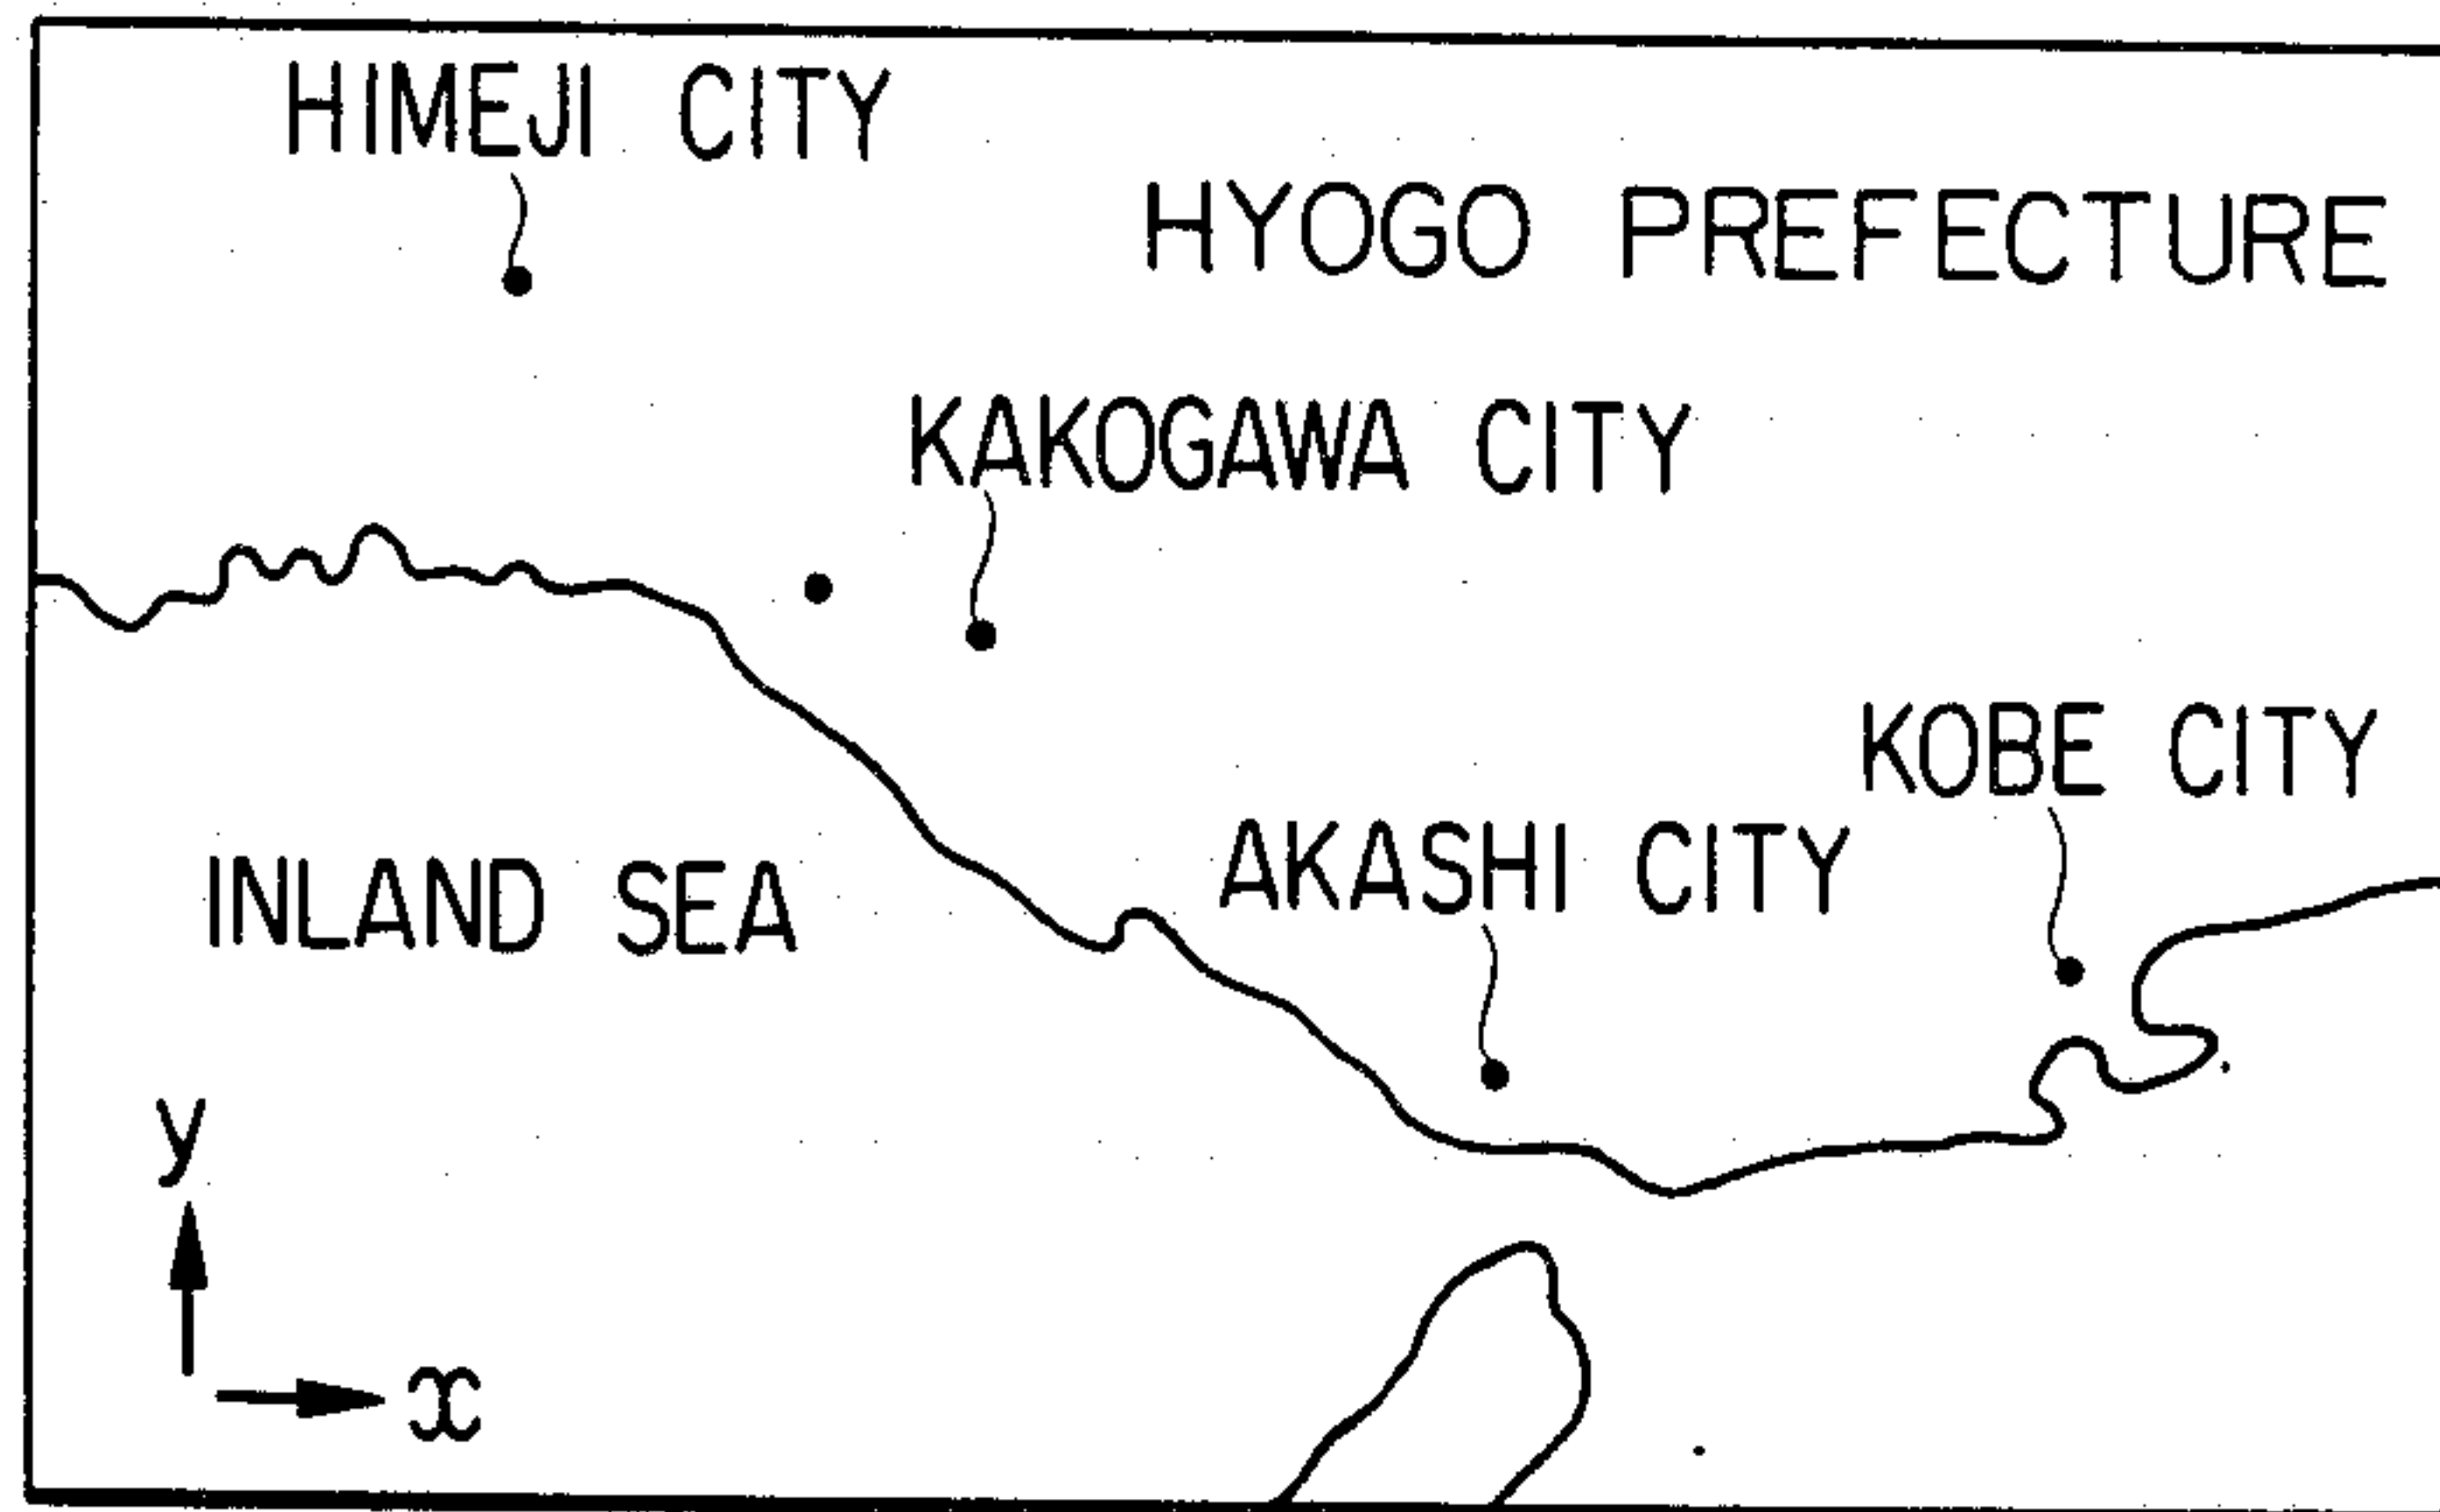 HIMEJI CITY
HYOGO PREFECTURE
KAKOGAWA CITY
KOBE CITY
AKASHI CITY
INLAND SEA
y
x